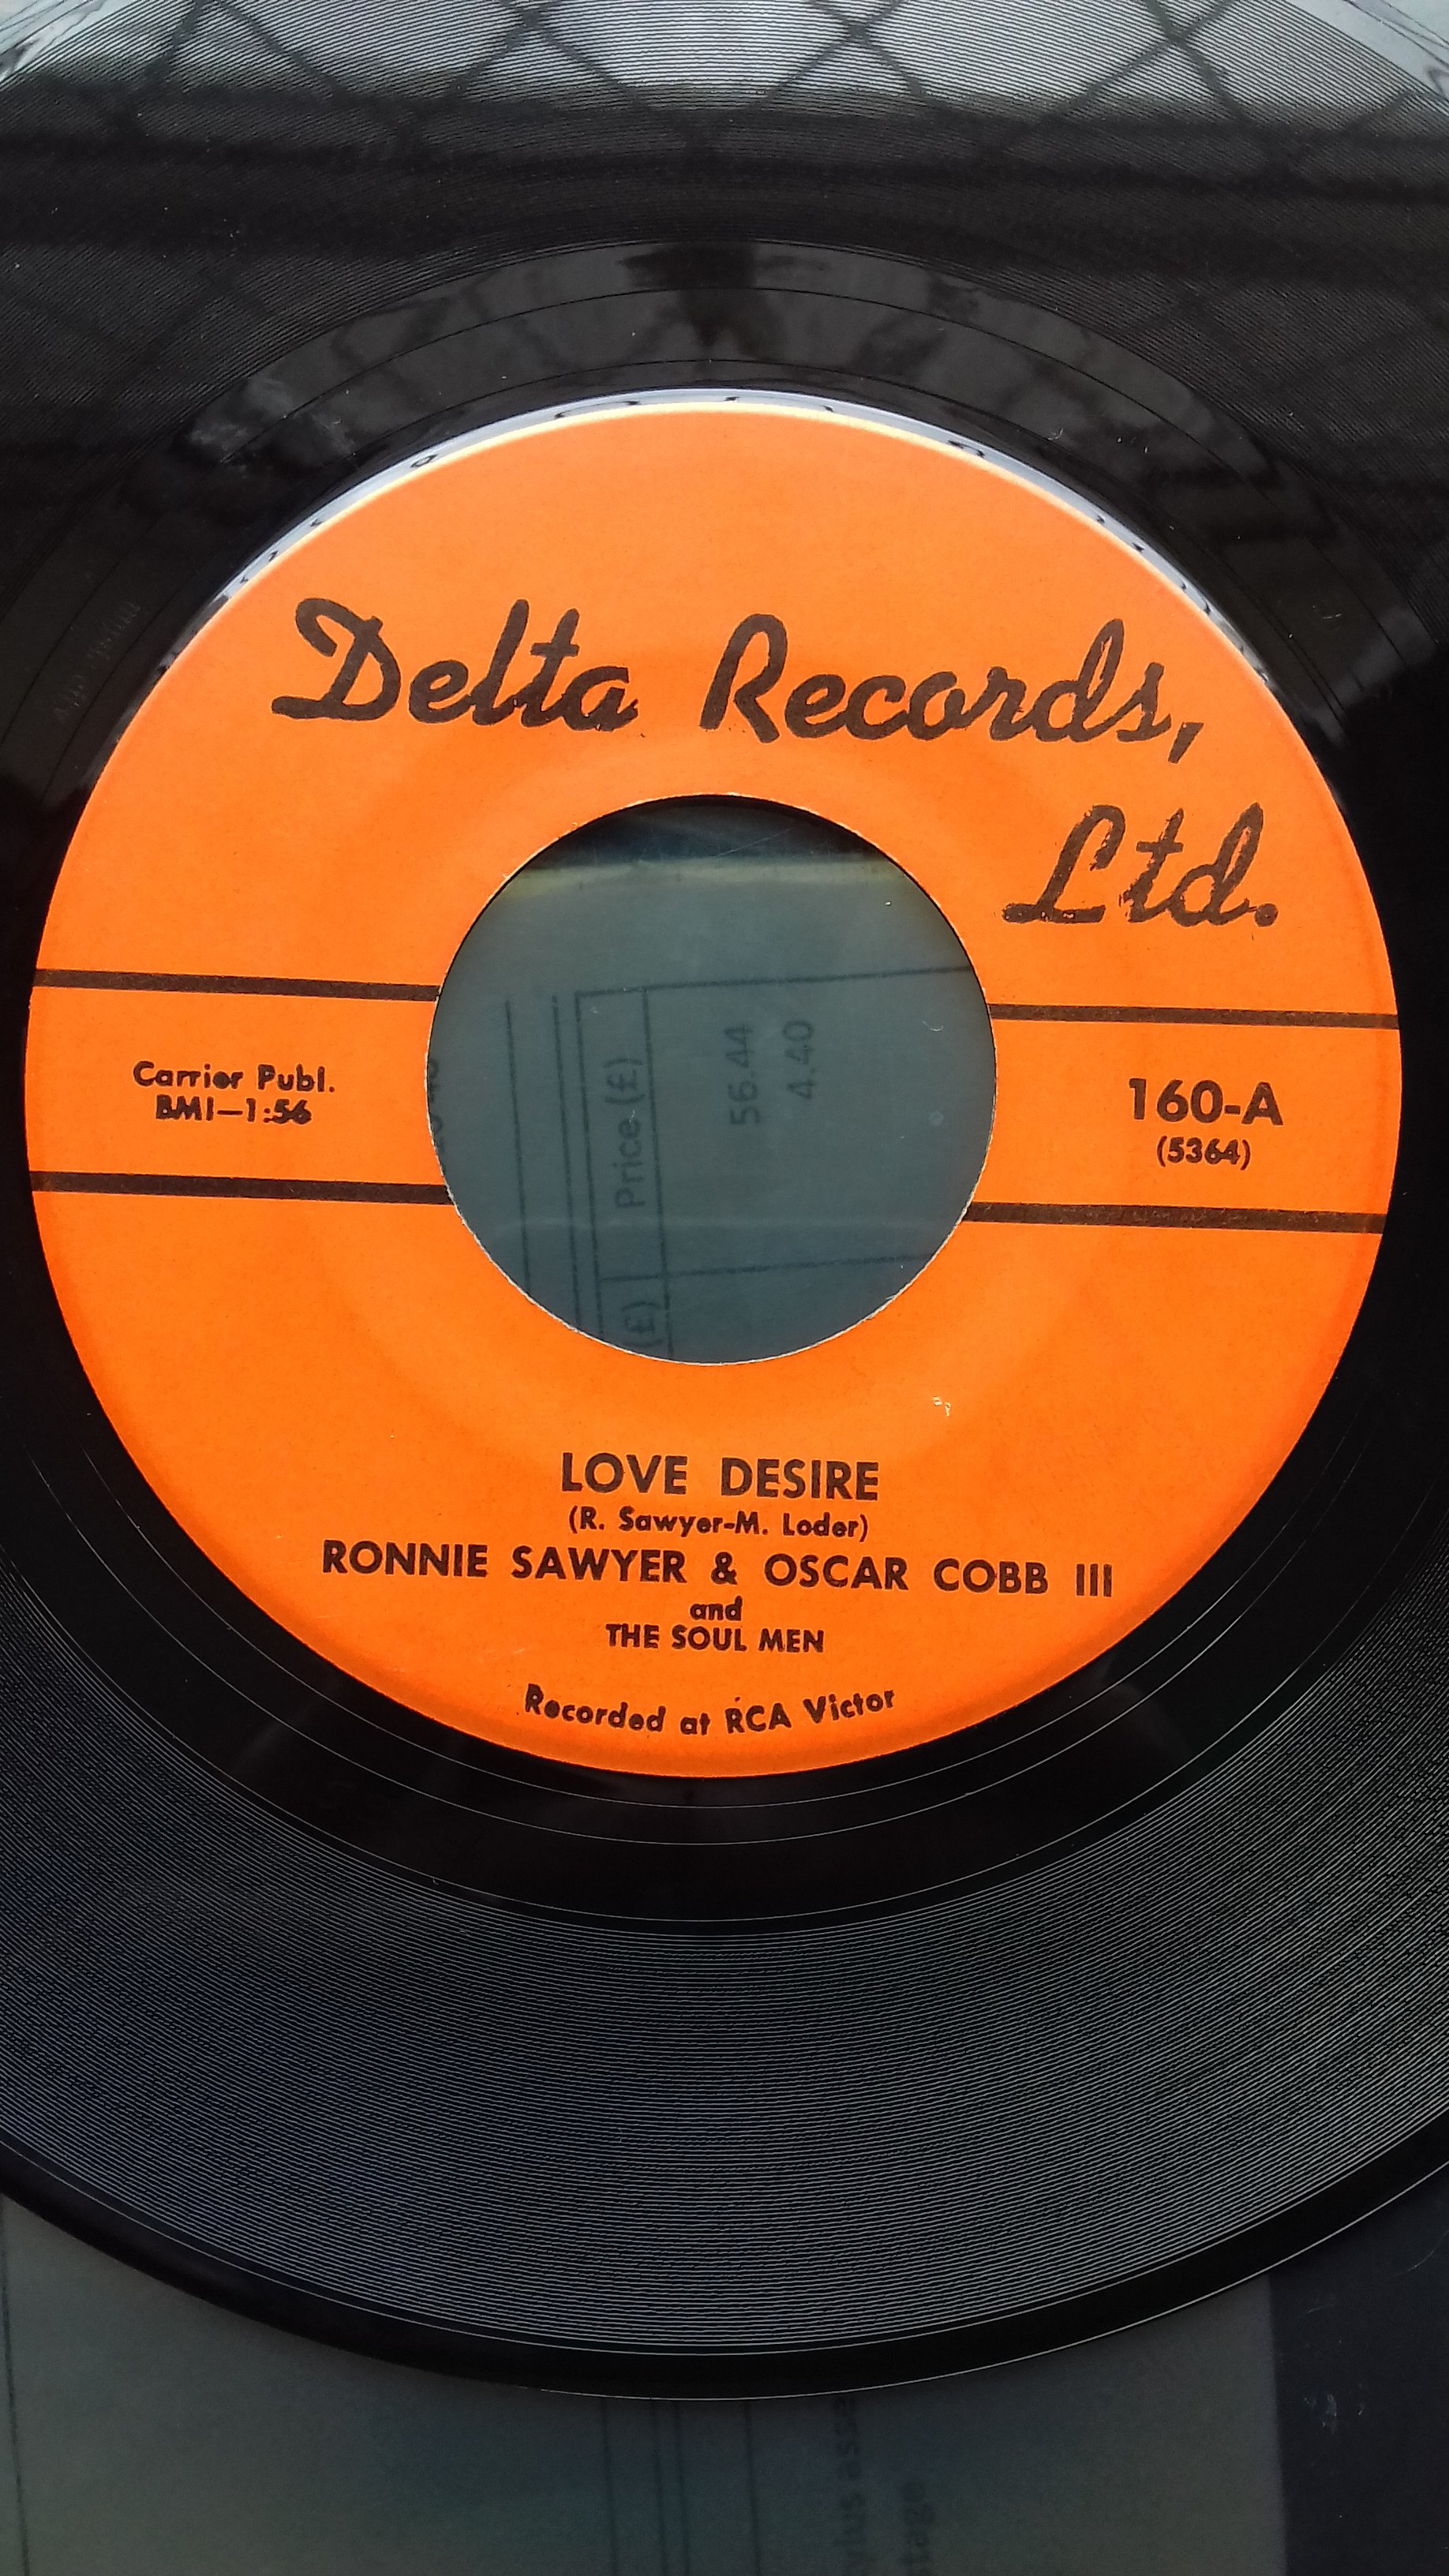 Delta Records,
Ltd.
Carrier Publ.
BMI—1:56
160-A
(5364)
LOVE DESIRE
(R. Sawyer-M. Loder)
RONNIE SAWYER & OSCAR COBB III
and
THE SOUL MEN
Recorded at RCA Victor
Price (£)
56.44
4.40
(£)